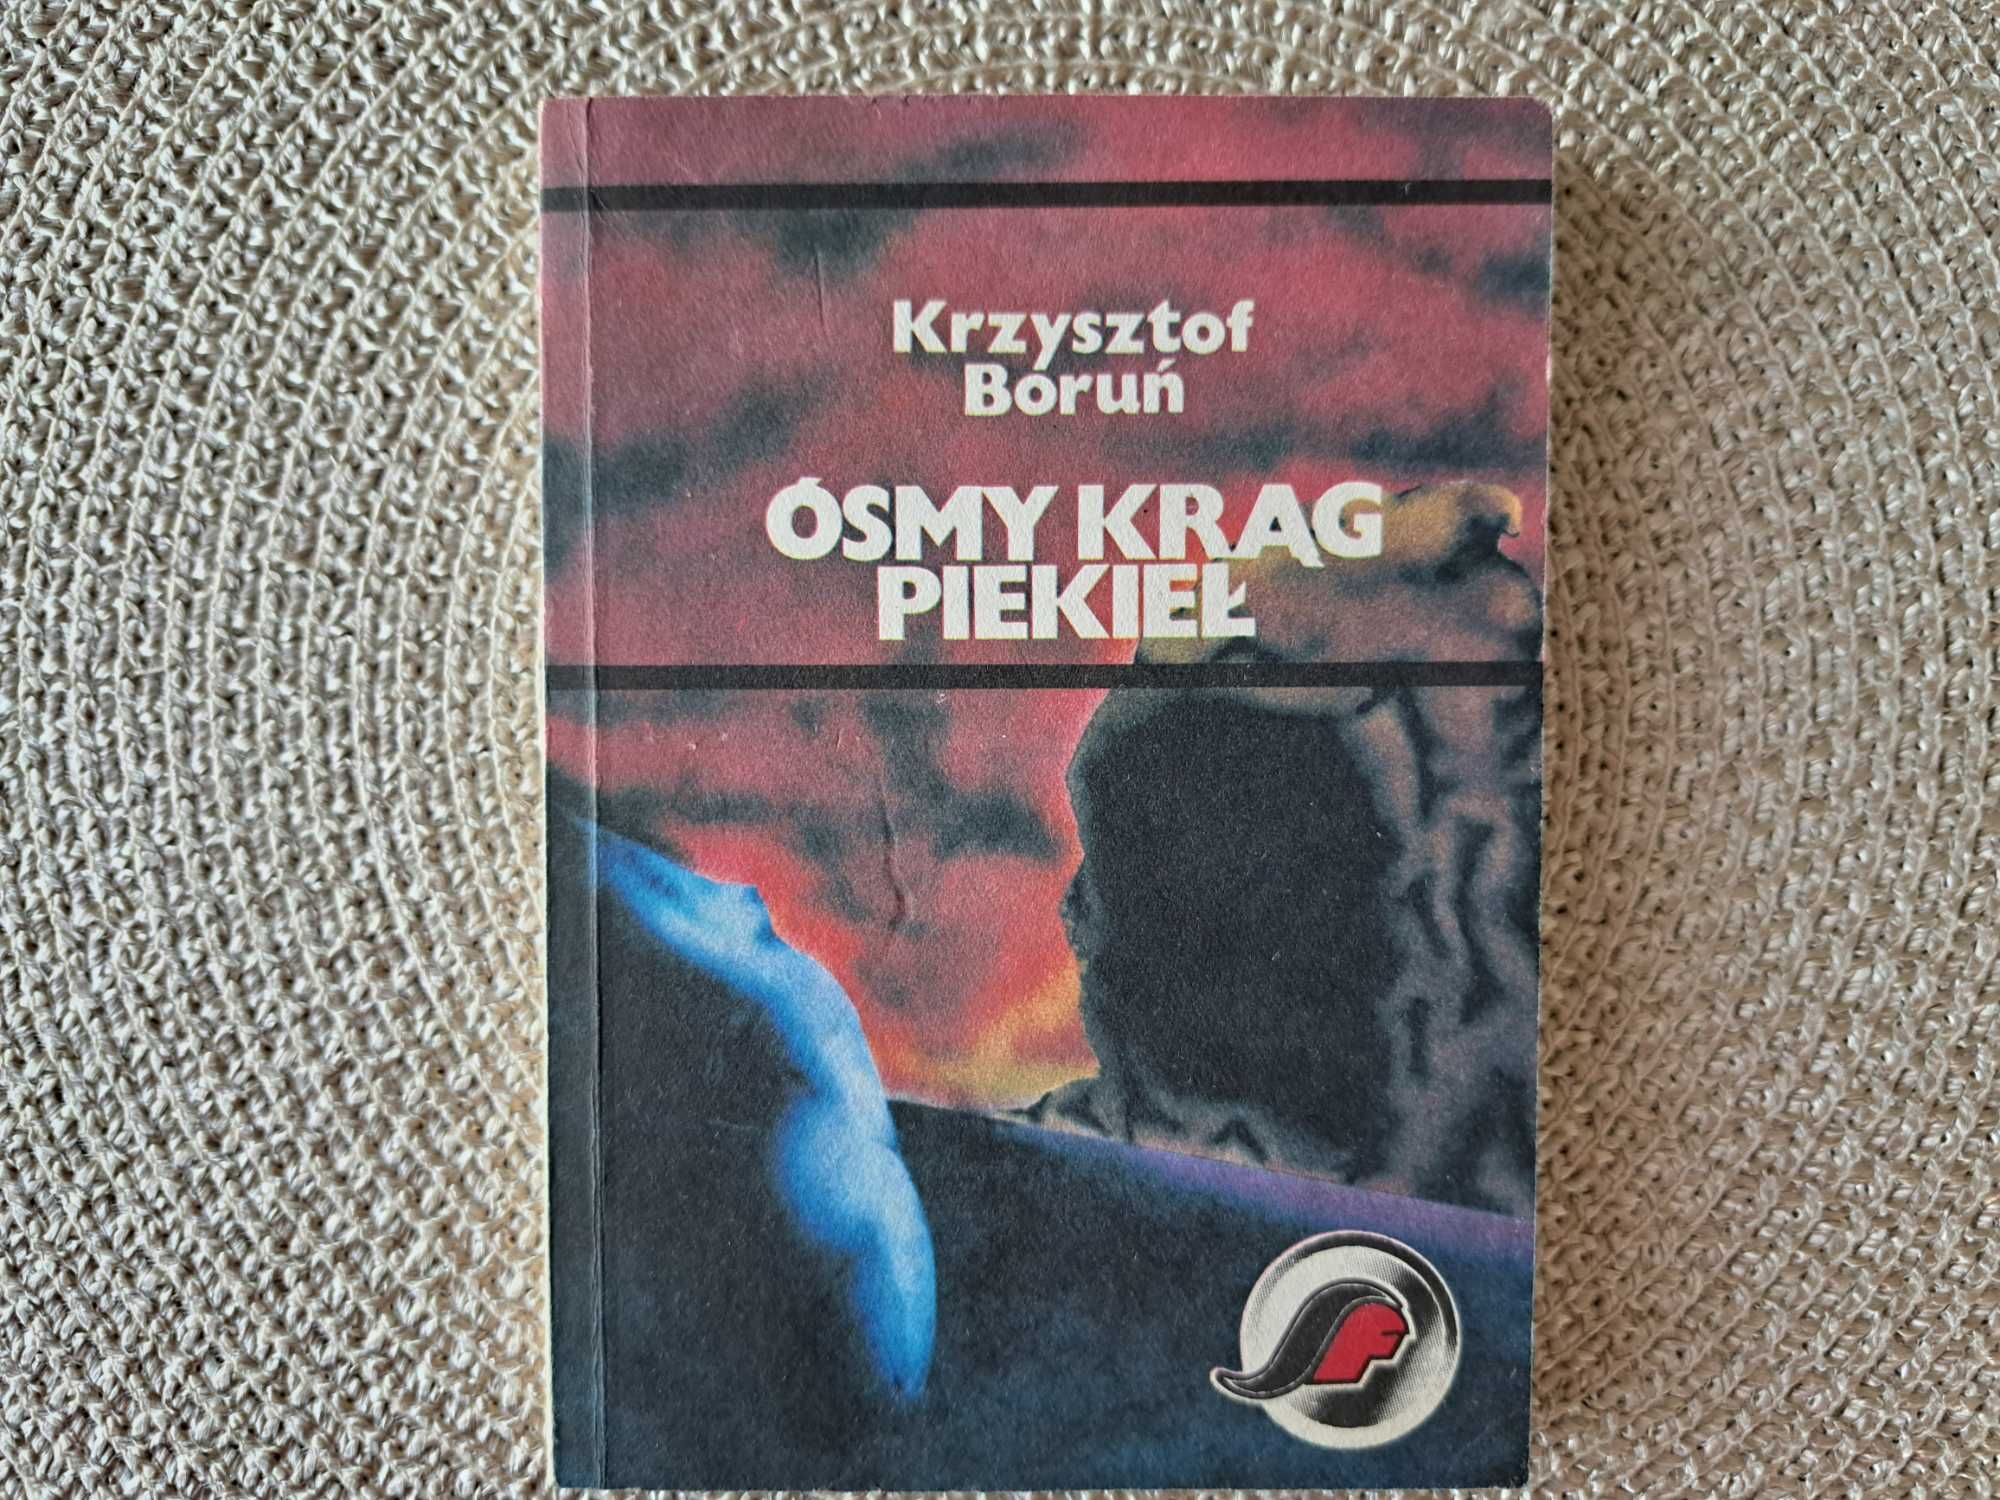 Krzysztof
Boruń
ÓSMY KRĄG
PIEKIEŁ